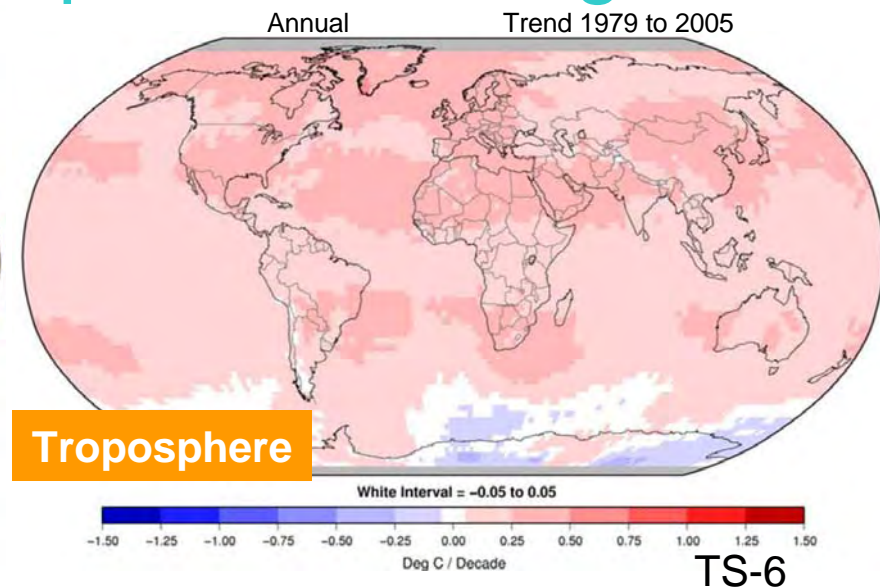 Annual Trend 1979 to 2005
Troposphere
White Interval = −0.05 to 0.05
−1.50 −1.25 −1.00 −0.75 −0.50 −0.25 0.00 0.25 0.50 0.75 1.00 1.25 1.50
Deg C / Decade
TS-6